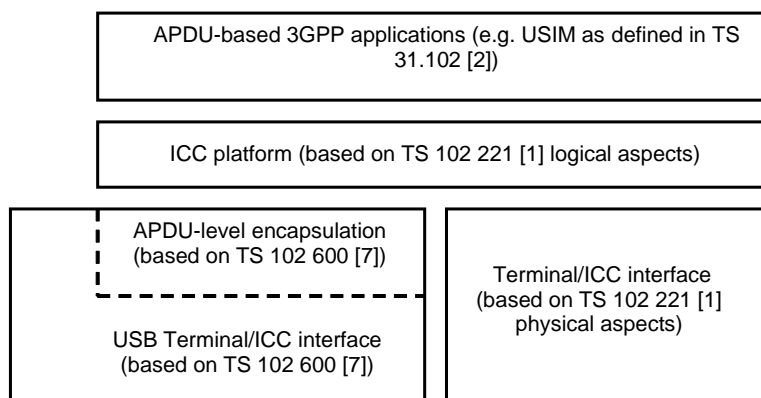 APDU-based 3GPP applications (e.g. USIM as defined in TS
31.102 [2])
ICC platform (based on TS 102 221 [1] logical aspects)
APDU-level encapsulation
(based on TS 102 600 [7])
USB Terminal/ICC interface
(based on TS 102 600 [7])
Terminal/ICC interface
(based on TS 102 221 [1]
physical aspects)